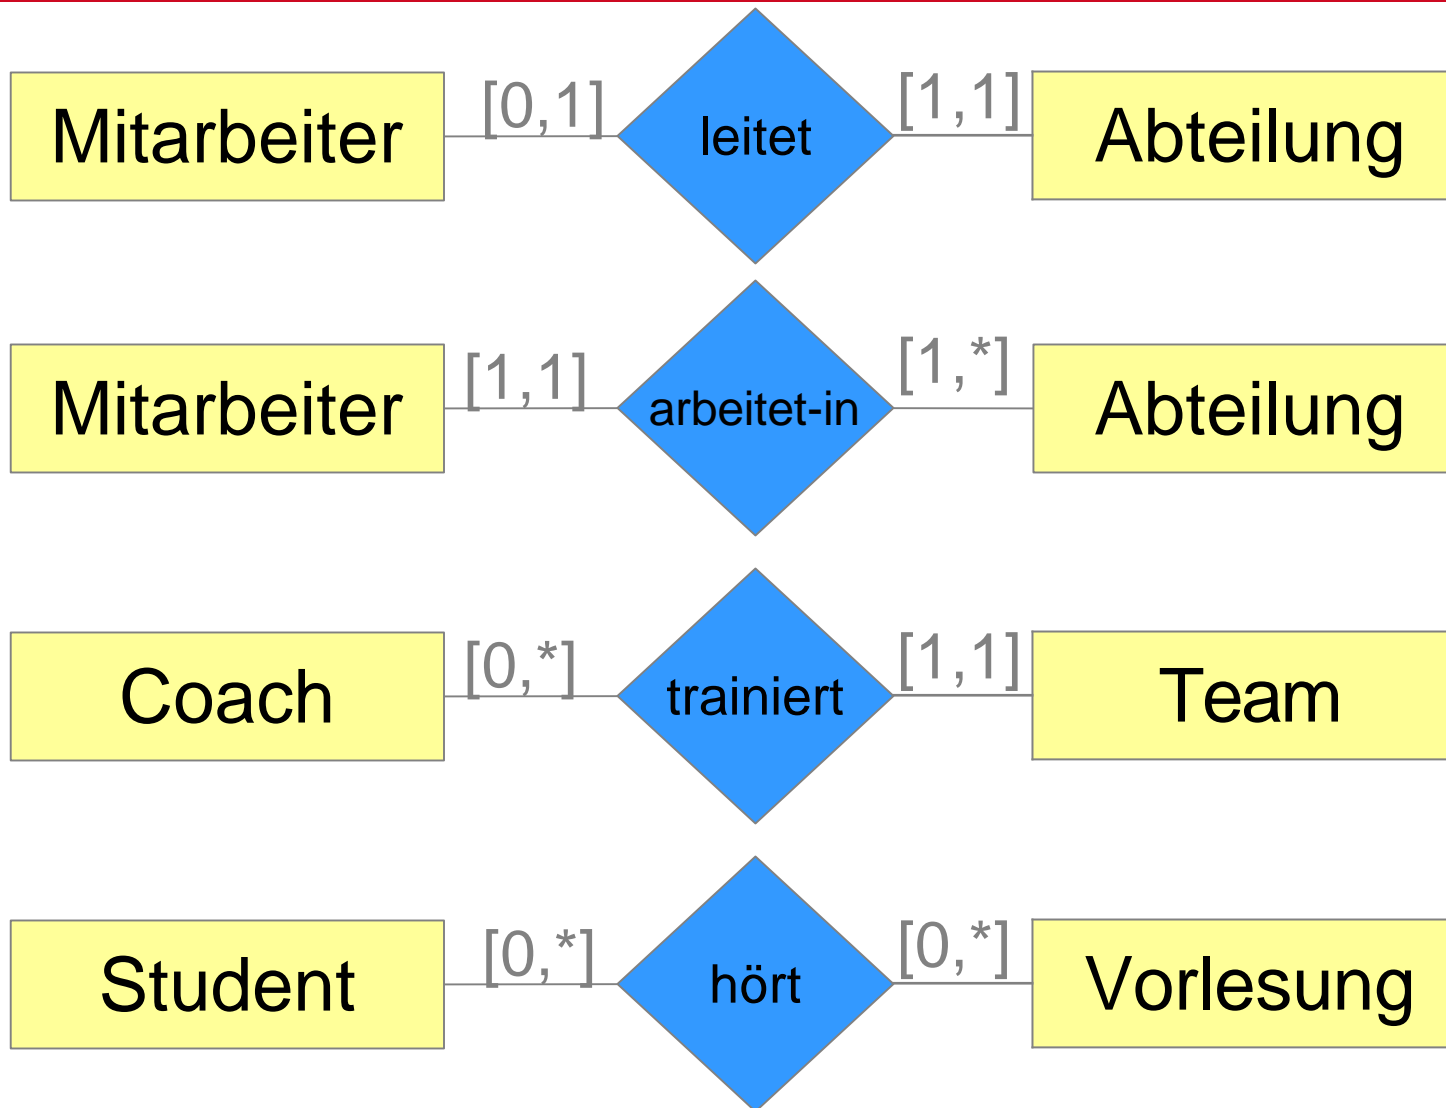 Mitarbeiter [0,1] leitet [1,1] Abteilung
Mitarbeiter [1,1] arbeitet-in [1,*] Abteilung
Coach [0,*] trainiert [1,1] Team
Student [0,*] hört [0,*] Vorlesung